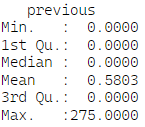 previous
Min.   :  0.0000
1st Qu.:  0.0000
Median :  0.0000
Mean   :  0.5803
3rd Qu.:  0.0000
Max.   :275.0000